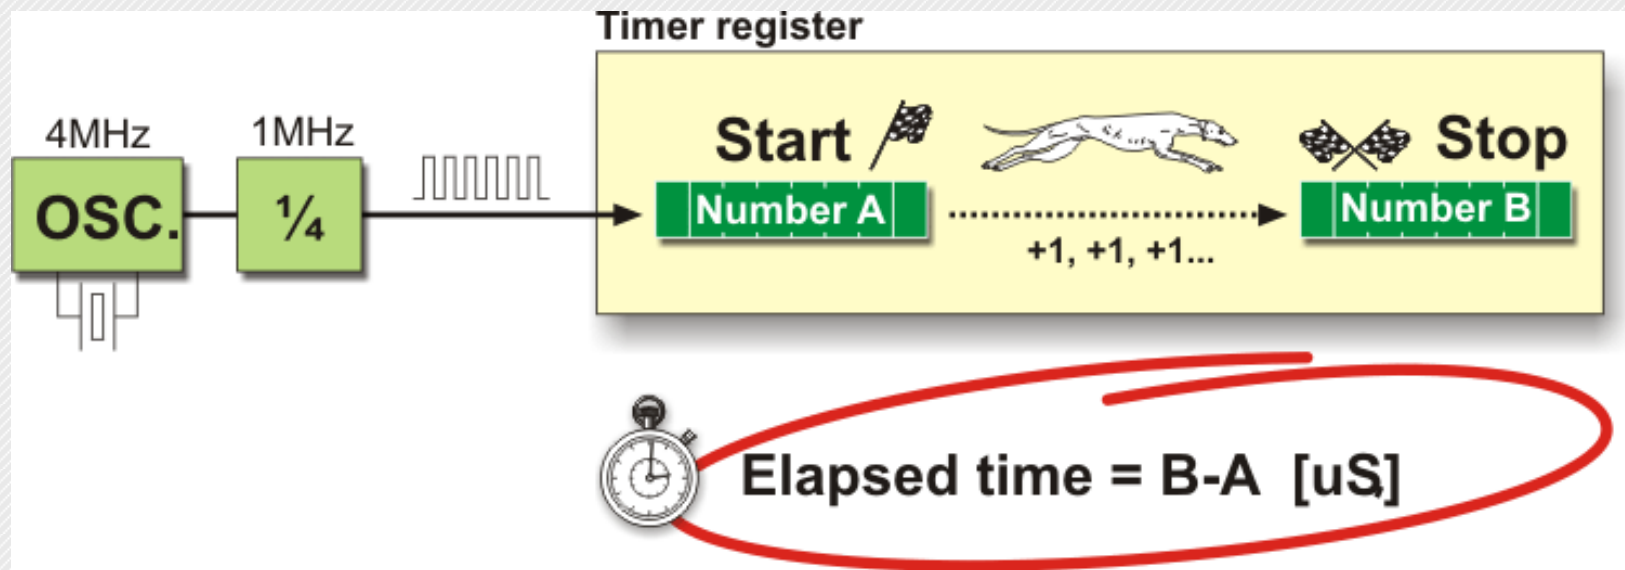 Timer register
4MHz
1MHz
Start
Stop
OSC.
¼
Number A
Number B
+1, +1, +1...
Elapsed time = B-A [uS]